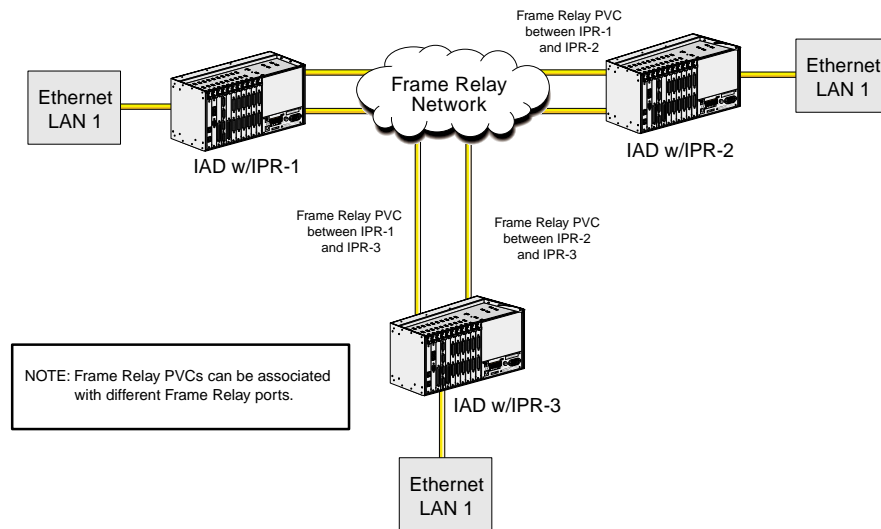 Frame Relay PVC
between IPR-1
and IPR-2
Ethernet
LAN 1
IAD w/IPR-1
Frame Relay
Network
IAD w/IPR-2
Ethernet
LAN 1
Frame Relay PVC
between IPR-1
and IPR-3
Frame Relay PVC
between IPR-2
and IPR-3
NOTE: Frame Relay PVCs can be associated
with different Frame Relay ports.
IAD w/IPR-3
Ethernet
LAN 1